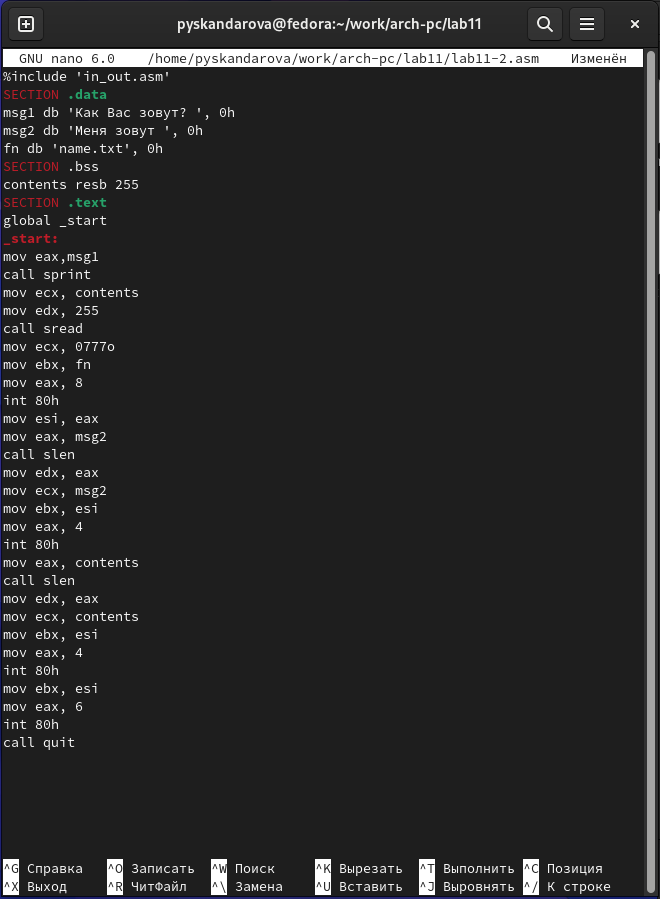 pyskandarova@fedora:~/work/arch-pc/lab11
GNU nano 6.0 /home/pyskandarova/work/arch-pc/lab11/lab11-2.asm Изменён
%include 'in_out.asm'
SECTION .data
msg1 db 'Как Вас зовут? ', 0h
msg2 db 'Меня зовут ', 0h
fn db 'name.txt', 0h
SECTION .bss
contents resb 255
SECTION .text
global _start
_start:
mov eax,msg1
call sprint
mov ecx, contents
mov edx, 255
call sread
mov ecx, 0777o
mov ebx, fn
mov eax, 8
int 80h
mov esi, eax
mov eax, msg2
call slen
mov edx, eax
mov ecx, msg2
mov ebx, esi
mov eax, 4
int 80h
mov eax, contents
call slen
mov edx, eax
mov ecx, contents
mov ebx, esi
mov eax, 4
int 80h
mov ebx, esi
mov eax, 6
int 80h
call quit
^G Справка ^O Записать ^W Поиск ^K Вырезать ^T Выполнить ^C Позиция
^X Выход ^R ЧитФайл ^\ Замена ^U Вставить ^J Выровнять ^/ К строке